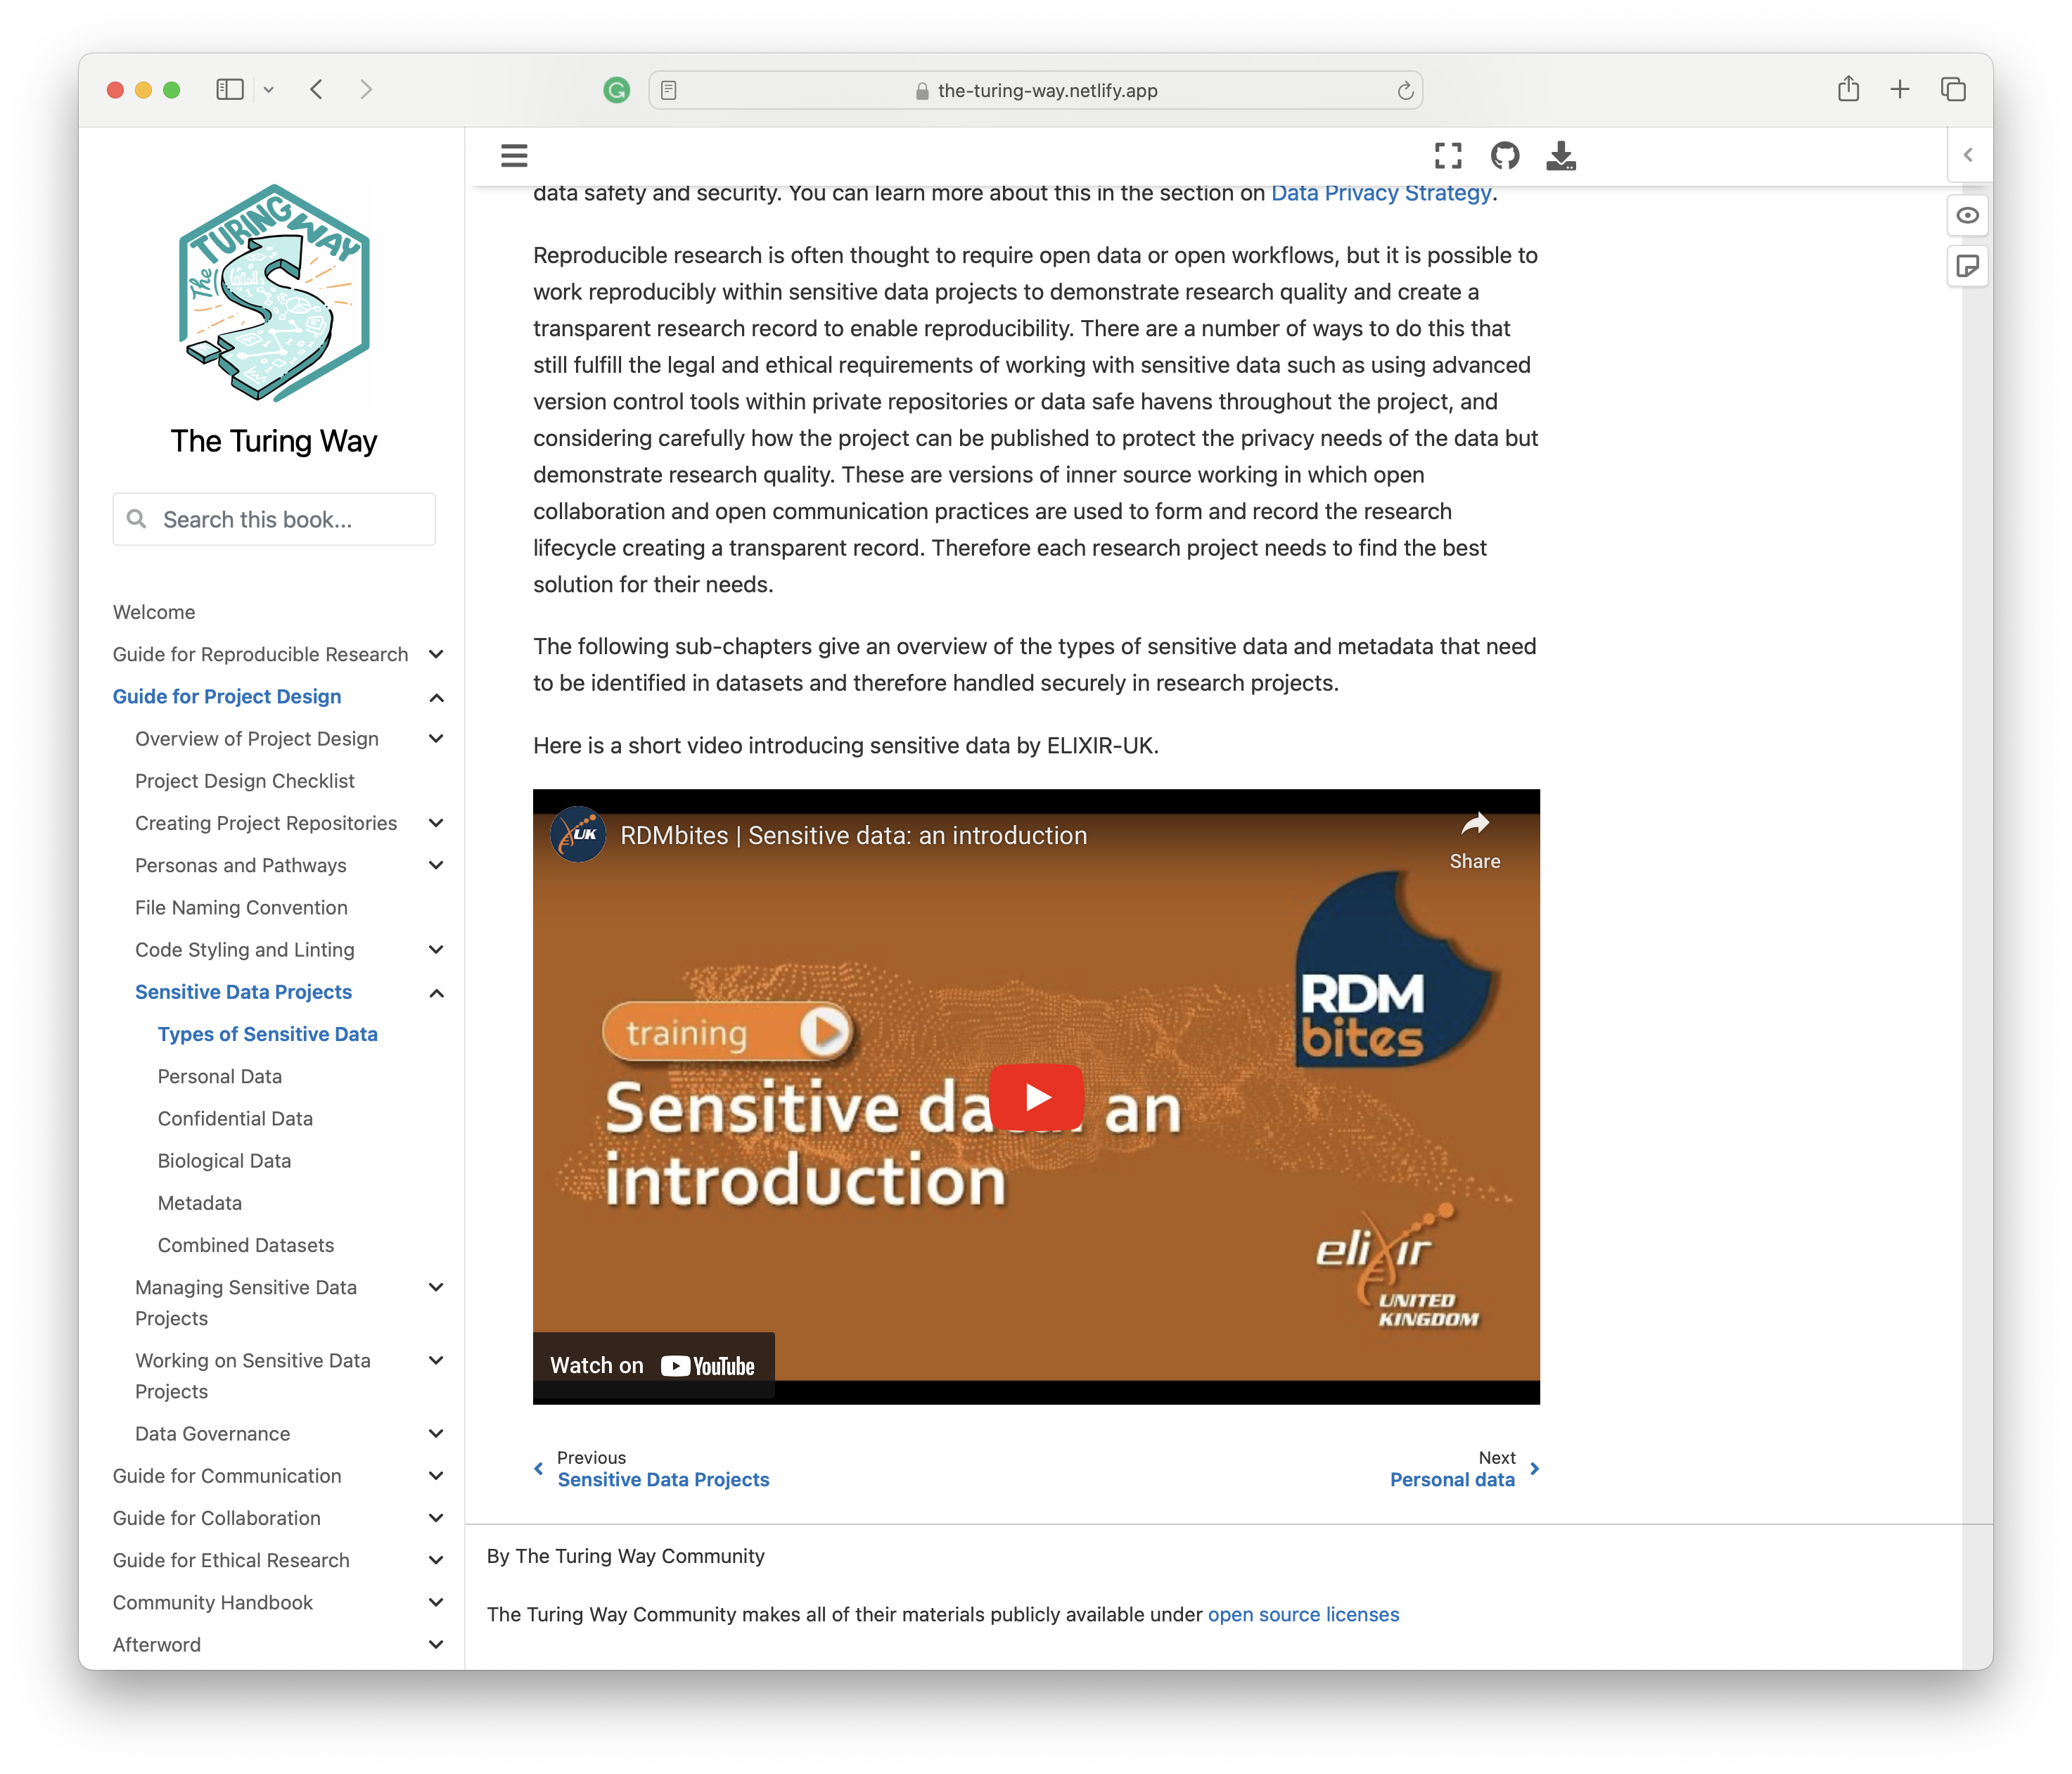 the-turing-way.netlify.app
The Turing Way
The Turing Way
Search this book...
Welcome
Guide for Reproducible Research
Guide for Project Design
Overview of Project Design
Project Design Checklist
Creating Project Repositories
Personas and Pathways
File Naming Convention
Code Styling and Linting
Sensitive Data Projects
Types of Sensitive Data
Personal Data
Confidential Data
Biological Data
Metadata
Combined Datasets
Managing Sensitive Data
Projects
Working on Sensitive Data
Projects
Data Governance
Guide for Communication
Guide for Collaboration
Guide for Ethical Research
Community Handbook
Afterword
data safety and security. You can learn more about this in the section on Data Privacy Strategy.
Reproducible research is often thought to require open data or open workflows, but it is possible to
work reproducibly within sensitive data projects to demonstrate research quality and create a
transparent research record to enable reproducibility. There are a number of ways to do this that
still fulfill the legal and ethical requirements of working with sensitive data such as using advanced
version control tools within private repositories or data safe havens throughout the project, and
considering carefully how the project can be published to protect the privacy needs of the data but
demonstrate research quality. These are versions of inner source working in which open
collaboration and open communication practices are used to form and record the research
lifecycle creating a transparent record. Therefore each research project needs to find the best
solution for their needs.
The following sub-chapters give an overview of the types of sensitive data and metadata that need
to be identified in datasets and therefore handled securely in research projects.
Here is a short video introducing sensitive data by ELIXIR-UK.
UK
RDMbites | Sensitive data: an introduction
Share
RDM
bites
training
Sensitive da an
introduction
elixir
UNITED
KINGDOM
Watch on YouTube
Previous
Sensitive Data Projects
Next
Personal data
By The Turing Way Community
The Turing Way Community makes all of their materials publicly available under open source licenses